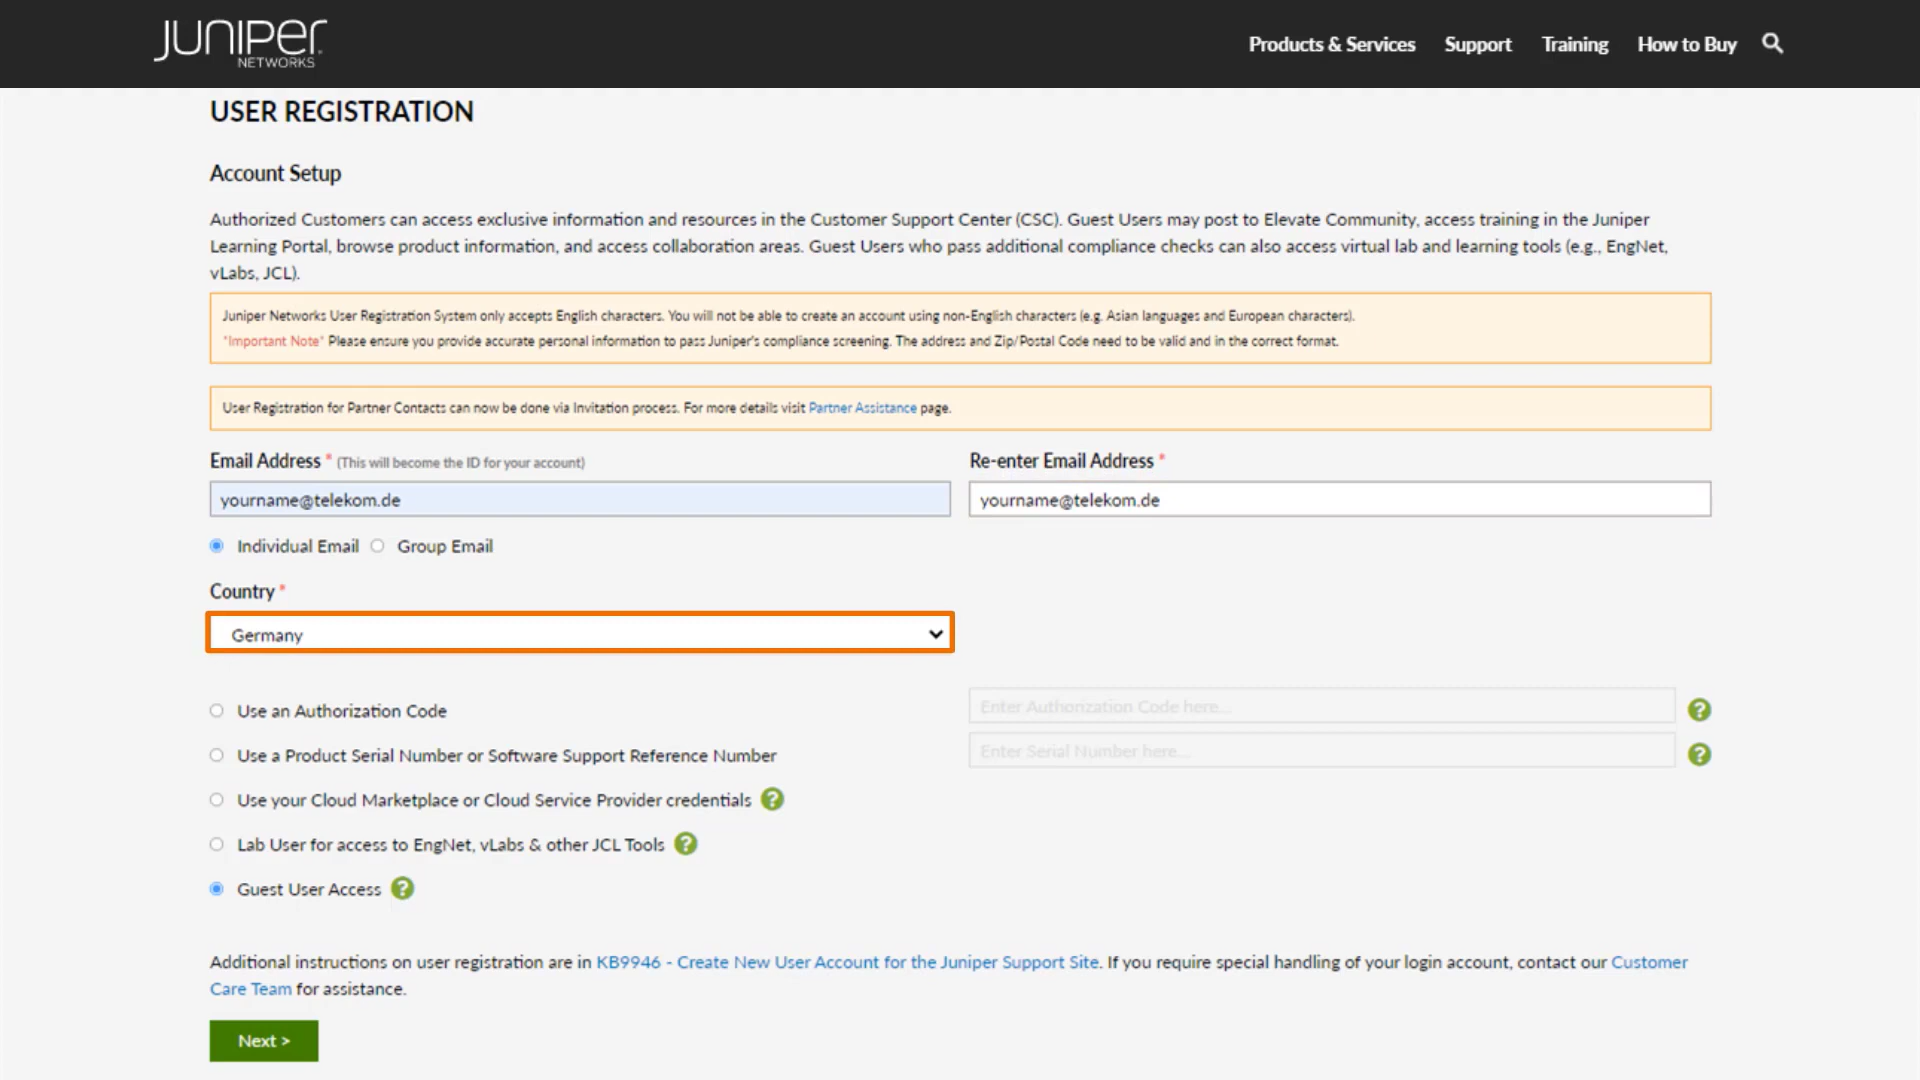 Juniper
NETWORKS
Products & Services Support Training How to Buy
USER REGISTRATION
Account Setup
Authorized Customers can access exclusive information and resources in the Customer Support Center (CSC). Guest Users may post to Elevate Community, access training in the Juniper
Learning Portal, browse product information, and access collaboration areas. Guest Users who pass additional compliance checks can also access virtual lab and learning tools (e.g., EngNet,
vLabs, JCL).
Juniper Networks User Registration System only accepts English characters. You will not be able to create an account using non-English characters (e.g. Asian languages and European characters).
*Important Note* Please ensure you provide accurate personal information to pass Juniper's compliance screening. The address and Zip/Postal Code need to be valid and in the correct format.
User Registration for Partner Contacts can now be done via Invitation process. For more details visit Partner Assistance page.
Email Address * (This will become the ID for your account)
Re-enter Email Address *
yourname@telekom.de
yourname@telekom.de
Individual Email Group Email
Country *
Germany
Use an Authorization Code
Enter Authorization Code here... ?
Use a Product Serial Number or Software Support Reference Number
Enter Serial Number here... ?
Use your Cloud Marketplace or Cloud Service Provider credentials ?
Lab User for access to EngNet, vLabs & other JCL Tools ?
Guest User Access ?
Additional instructions on user registration are in KB9946 - Create New User Account for the Juniper Support Site. If you require special handling of your login account, contact our Customer
Care Team for assistance.
Next >